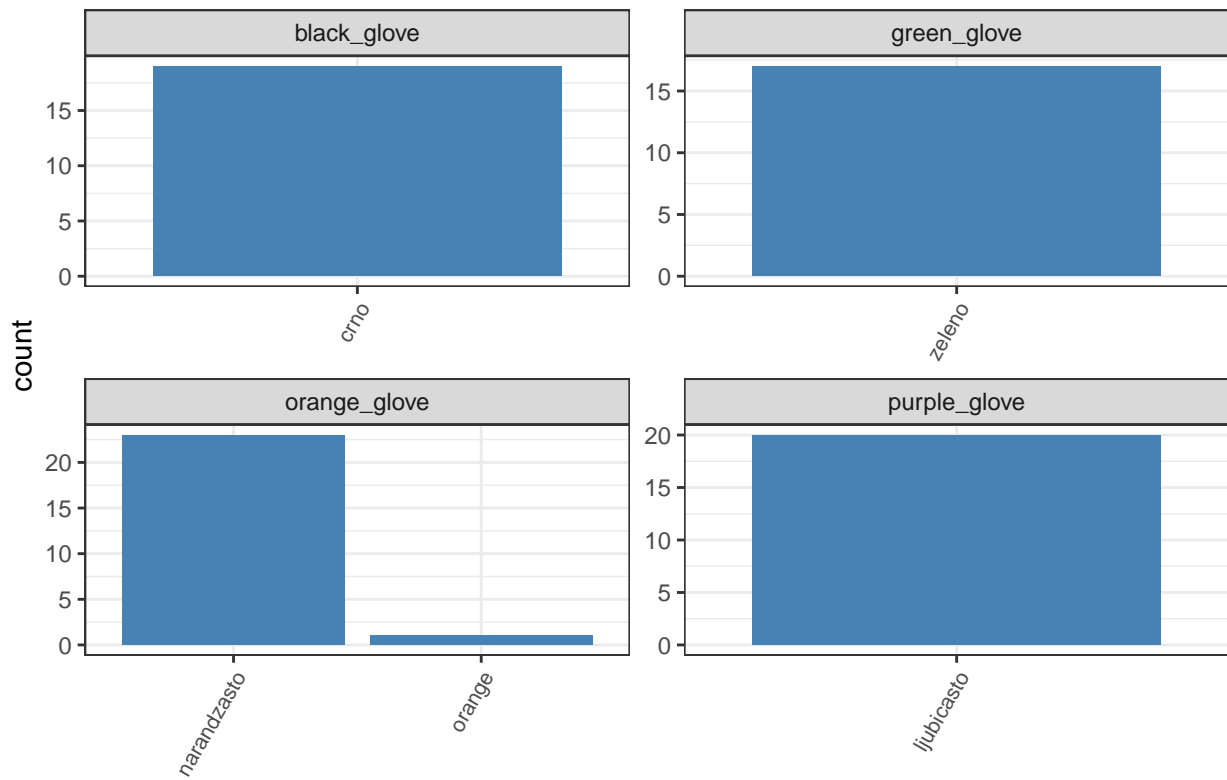 black_glove
15
10
5
0
crno
green_glove
15
10
5
0
zeleno
count
orange_glove
20
15
10
5
0
narandzasto
orange
purple_glove
20
15
10
5
0
ljubicasto